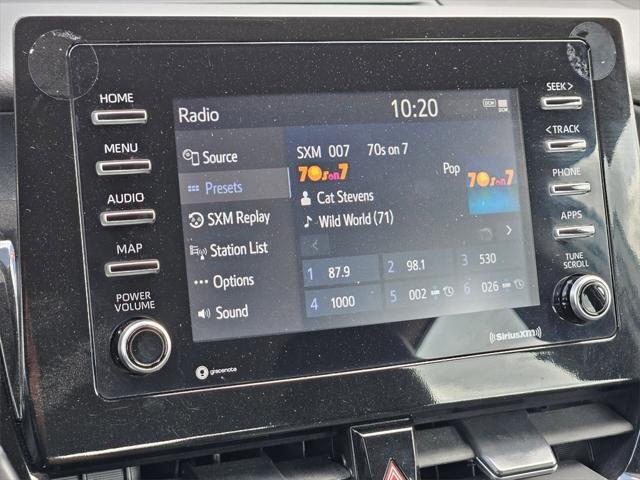 HOME
MENU
AUDIO
MAP
POWER
VOLUME
Radio 10:20 DCM
DCM
Source
Presets
SXM Replay
Station List
Options
Sound
SXM 007 70s on 7
70s on 7 Pop 70s on 7
Cat Stevens
Wild World (71)
< >
1 87.9 2 98.1 3 530
4 1000 5 002 6 026
SEEK >
< TRACK
PHONE
APPS
TUNE
SCROLL
gracenote
SiriusXM